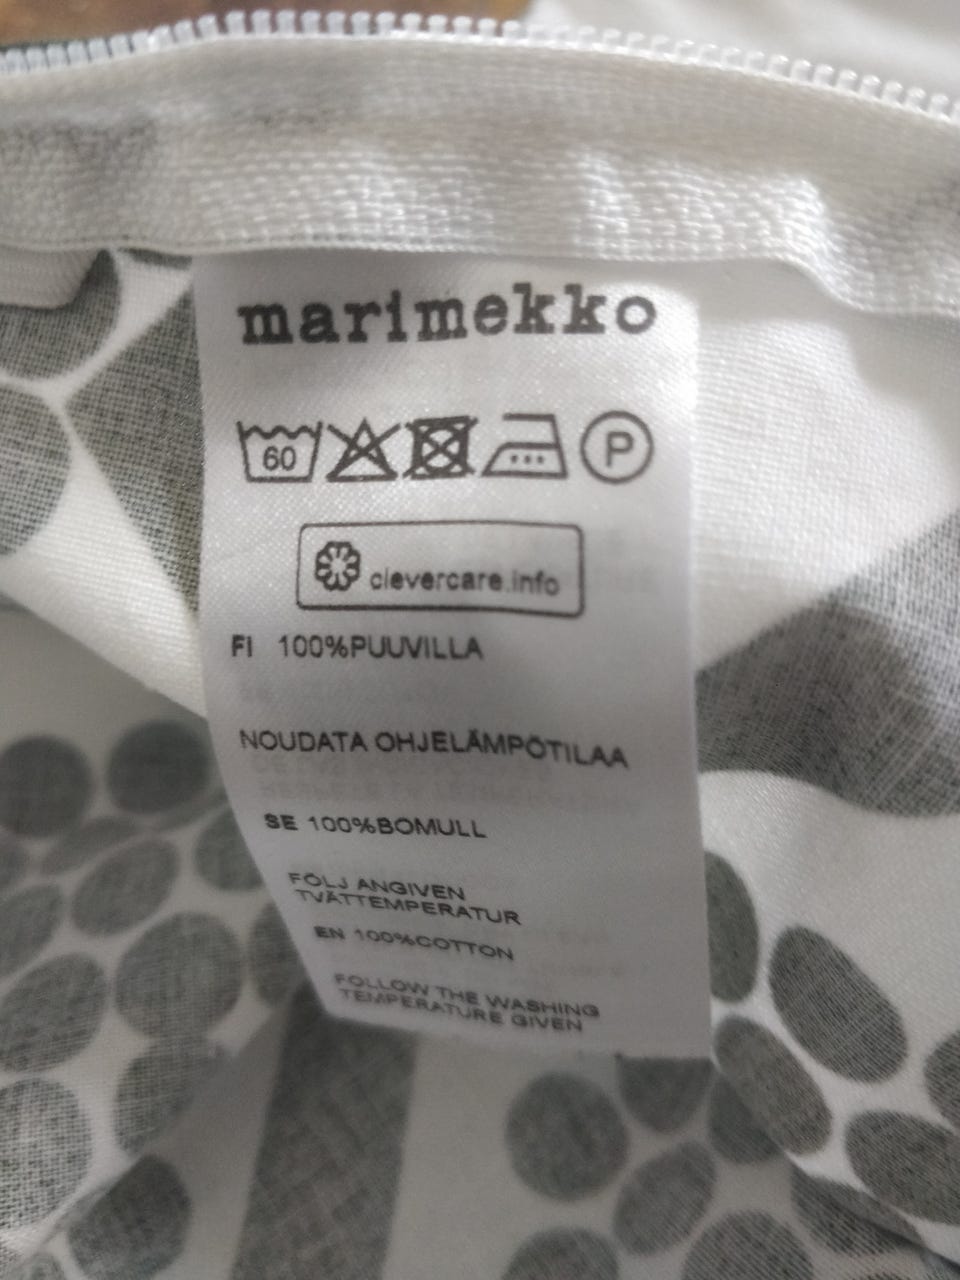 marimekko
60 P
clevercare.info
FI 100%PUUVILLA
NOUDATA OHJELÄMPÖTILAA
SE 100%BOMULL
FÖLJ ANGIVEN
TVÄTTEMPERATUR
EN 100%COTTON
FOLLOW THE WASHING
TEMPERATURE GIVEN